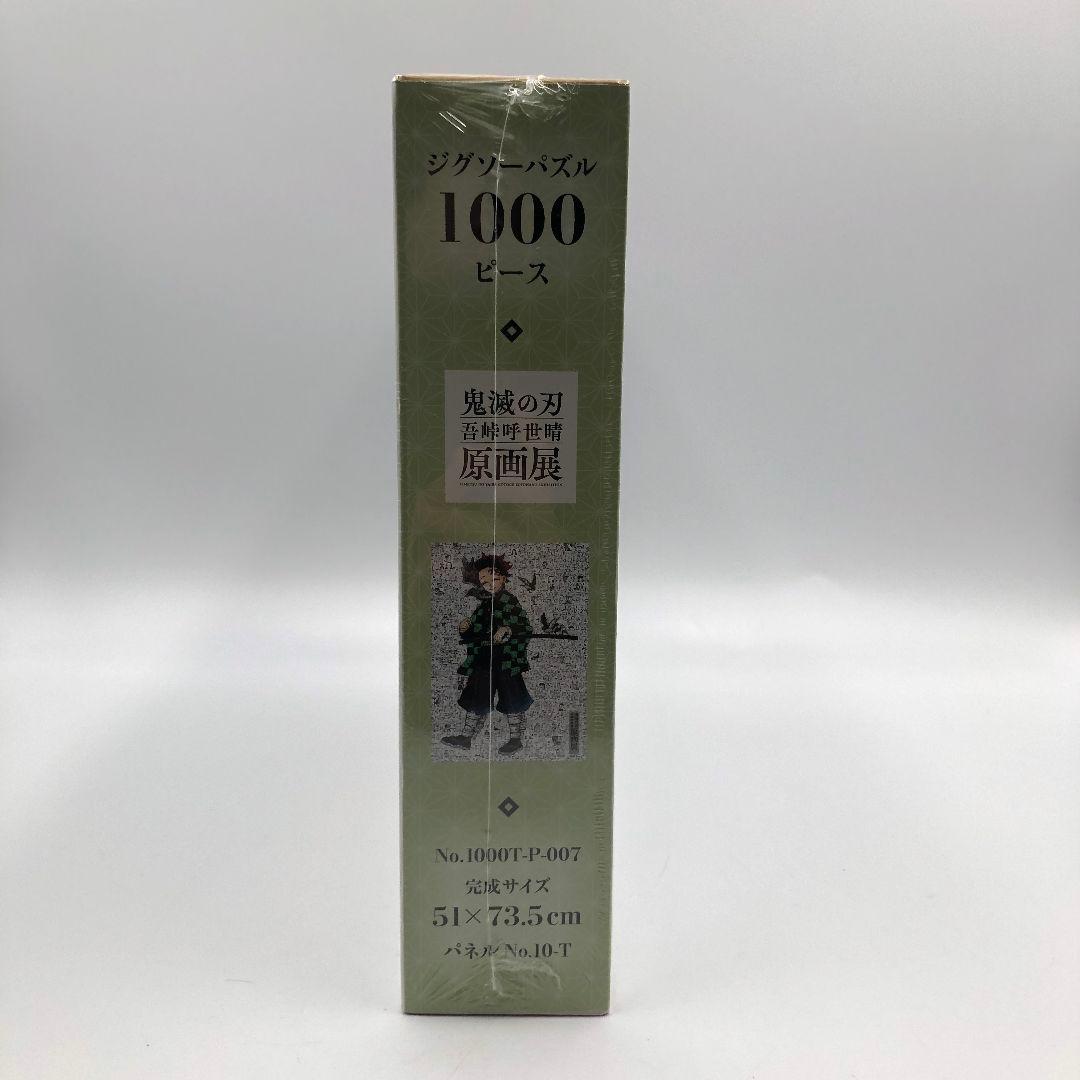 ジグソーパズル
1000
ピース
鬼滅の刃
吾峠呼世晴
原画展
No.1000T-P-007
完成サイズ
51×73.5cm
パネルNo.10-T